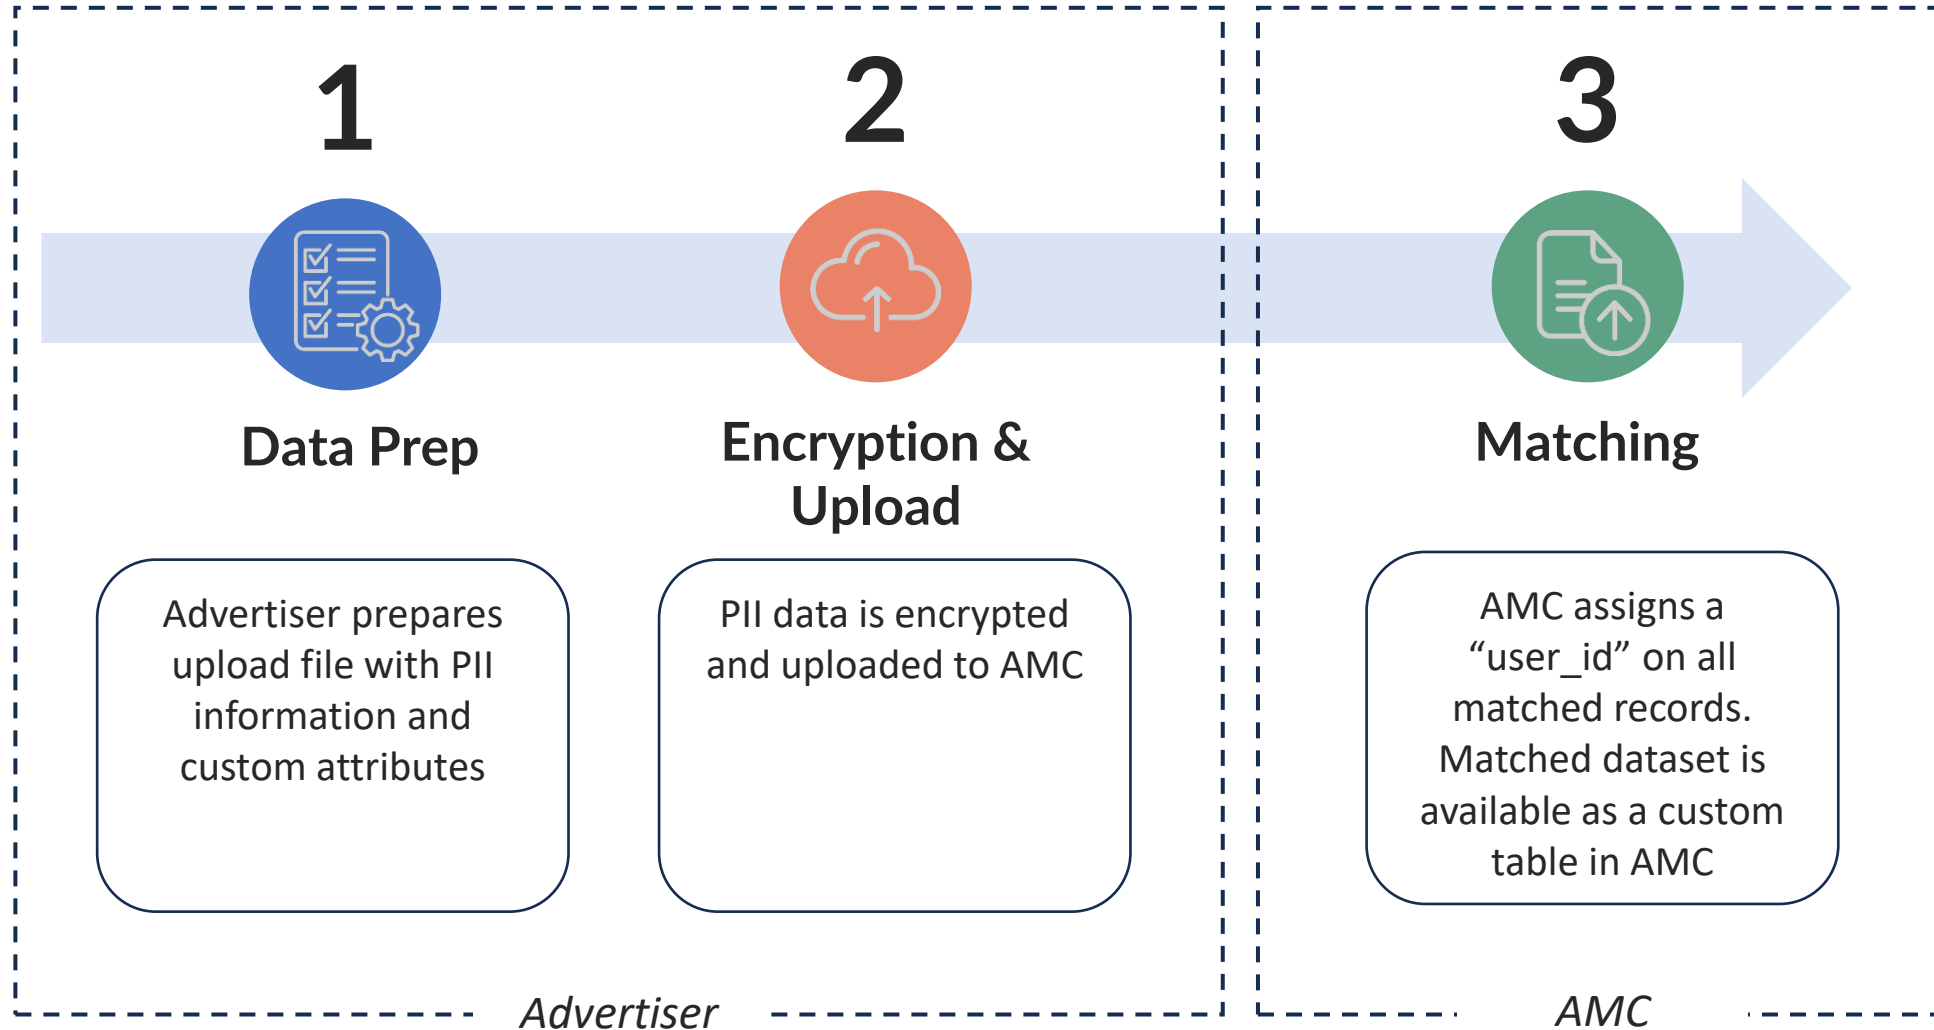 1
Data Prep
Advertiser prepares
upload file with PII
information and
custom attributes
2
Encryption &
Upload
PII data is encrypted
and uploaded to AMC
Advertiser
3
Matching
AMC assigns a
“user_id” on all
matched records.
Matched dataset is
available as a custom
table in AMC
AMC